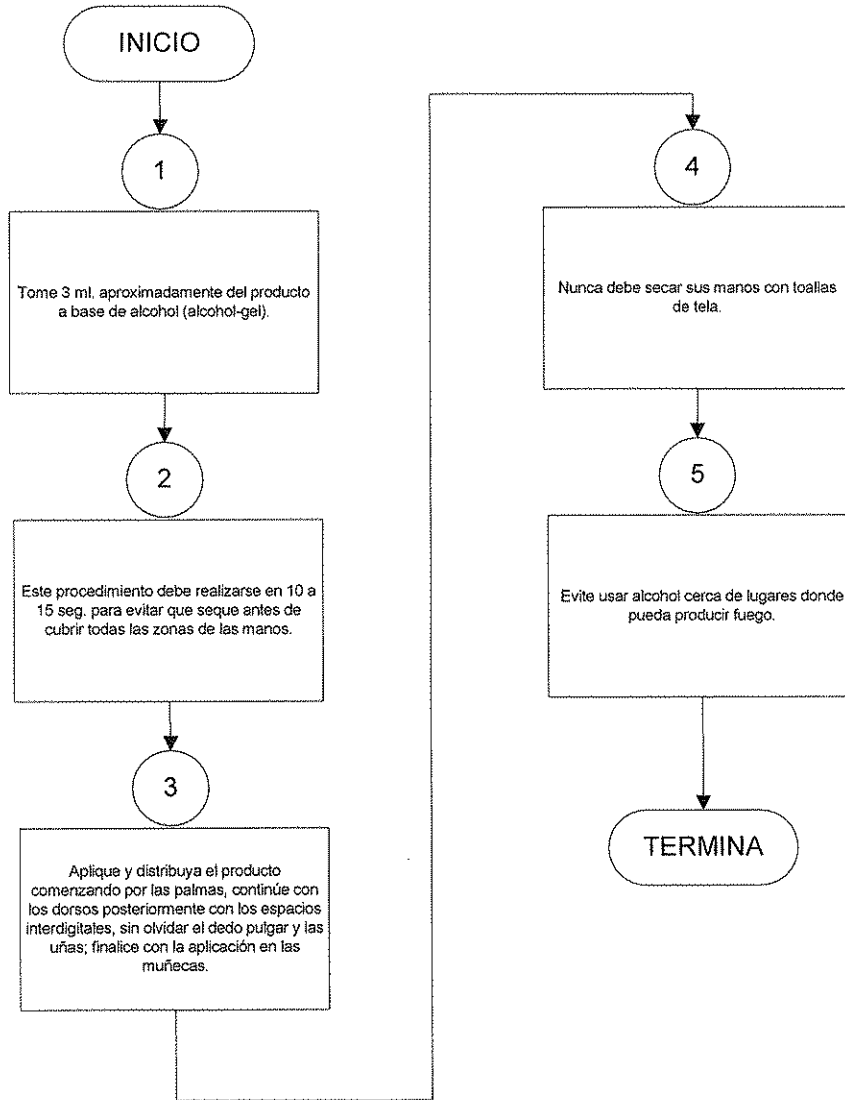 INICIO
1
Tome 3 ml. aproximadamente del producto
a base de alcohol (alcohol-gel).
2
Este procedimiento debe realizarse en 10 a
15 seg. para evitar que seque antes de
cubrir todas las zonas de las manos.
3
Aplique y distribuya el producto
comenzando por las palmas, continúe con
los dorsos posteriormente con los espacios
interdigitales, sin olvidar el dedo pulgar y las
uñas; finalice con la aplicación en las
muñecas.
4
Nunca debe secar sus manos con toallas
de tela.
5
Evite usar alcohol cerca de lugares donde
pueda producir fuego.
TERMINA